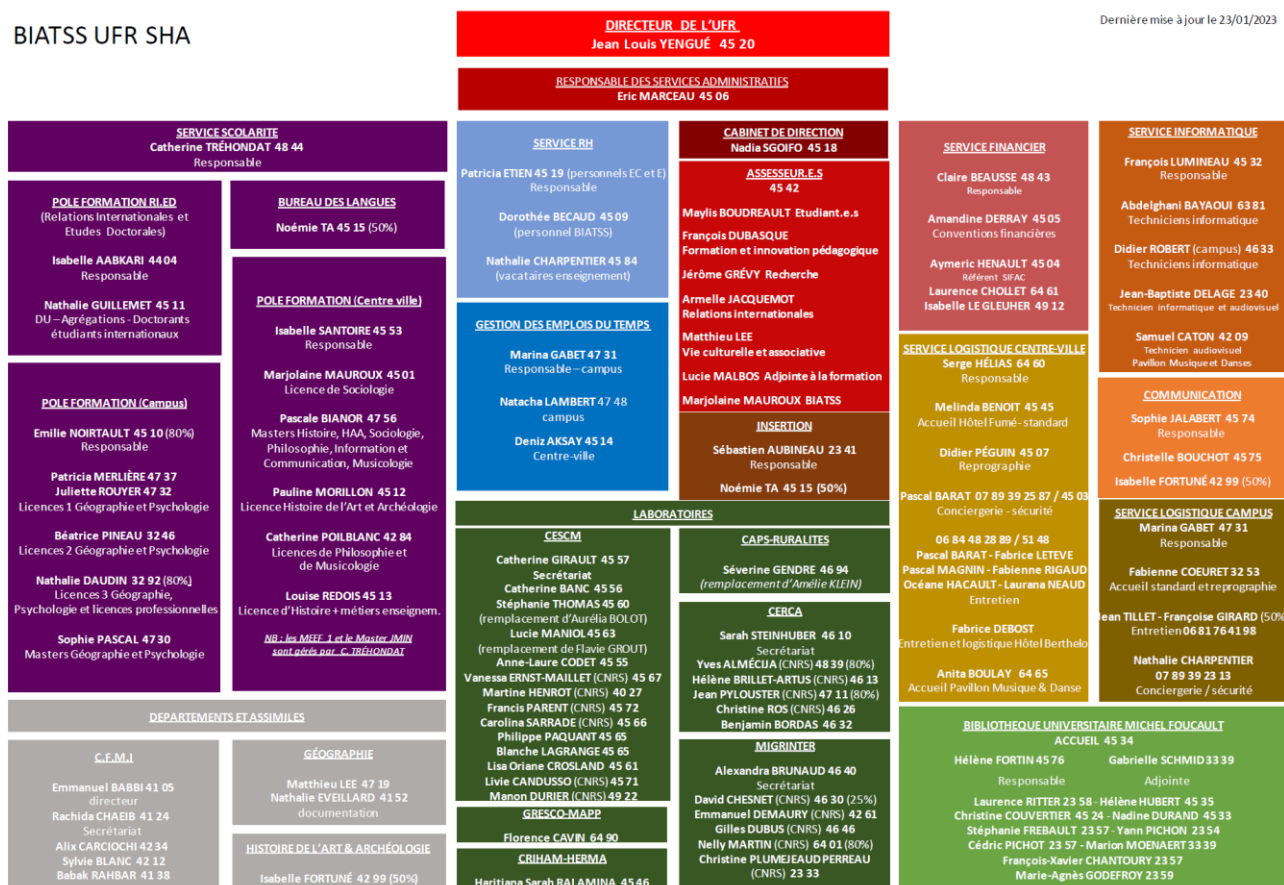 BIATSS UFR SHA
DIRECTEUR DE L'UFR
Jean Louis YENGUÉ 45 20
Dernière mise à jour le 23/01/2023
RESPONSABLE DES SERVICES ADMINISTRATIFS
Eric MARCEAU 45 06
SERVICE SCOLARITE
Catherine TRÉHONDAT 48 44
Responsable
POLE FORMATION RI.ED
(Relations Internationales et
Etudes Doctorales)
Isabelle AABKARI 44 04
Responsable
Nathalie GUILLEMET 45 11
DU – Agrégations - Doctorants
étudiants internationaux
POLE FORMATION (Campus)
Emilie NOIRTAULT 45 10 (80%)
Responsable
Patricia MERLIÈRE 47 37
Juliette ROUYER 47 32
Licences 1 Géographie et Psychologie
Béatrice PINEAU 32 46
Licences 2 Géographie et Psychologie
Nathalie DAUDIN 32 92 (80%)
Licences 3 Géographie,
Psychologie et licences professionnelles
Sophie PASCAL 47 30
Masters Géographie et Psychologie
BUREAU DES LANGUES
Noémie TA 45 15 (50%)
POLE FORMATION (Centre ville)
Isabelle SANTOIRE 45 53
Responsable
Marjolaine MAUROUX 45 01
Licence de Sociologie
Pascale BIANOR 47 56
Masters Histoire, HAA, Sociologie,
Philosophie, Information et
Communication, Musicologie
Pauline MORILLON 45 12
Licence Histoire de l'Art et Archéologie
Catherine POILBLANC 42 84
Licences de Philosophie et
de Musicologie
Louise REDOIS 45 13
Licence d'Histoire + métiers enseignem.
NB : les MEEF 1 et le Master JMIN
sont gérés par C. TRÉHONDAT
DEPARTEMENTS ET ASSIMILES
C.F.M.I
Emmanuel BABBI 41 05
directeur
Rachida CHAEIB 41 24
Secrétariat
Alix CARCIOCHI 42 34
Sylvie BLANC 42 12
Babak RAHBAR 41 38
GÉOGRAPHIE
Matthieu LEE 47 19
Nathalie EVEILLARD 41 52
documentation
HISTOIRE DE L'ART & ARCHÉOLOGIE
Isabelle FORTUNÉ 42 99 (50%)
SERVICE RH
Patricia ETIEN 45 19 (personnels EC et E)
Responsable
Dorothée BECAUD 45 09
(personnel BIATSS)
Nathalie CHARPENTIER 45 84
(vacataires enseignement)
GESTION DES EMPLOIS DU TEMPS
Marina GABET 47 31
Responsable – campus
Natacha LAMBERT 47 48
campus
Deniz AKSAY 45 14
Centre-ville
CABINET DE DIRECTION
Nadia SGOIFO 45 18
ASSESSEUR.E.S
45 42
Maylis BOUDREAULT Etudiant.e.s
François DUBASQUE
Formation et innovation pédagogique
Jérôme GRÉVY Recherche
Armelle JACQUEMOT
Relations internationales
Matthieu LEE
Vie culturelle et associative
Lucie MALBOS Adjointe à la formation
Marjolaine MAUROUX BIATSS
INSERTION
Sébastien AUBINEAU 23 41
Responsable
Noémie TA 45 15 (50%)
LABORATOIRES
CESCM
Catherine GIRAULT 45 57
Secrétariat
Catherine BANC 45 56
Stéphanie THOMAS 45 60
(remplacement d'Aurélia BOLOT)
Lucie MANIOL 45 63
(remplacement de Flavie GROUT)
Anne-Laure CODET 45 55
Vanessa ERNST-MAILLET (CNRS) 45 67
Martine HENROT (CNRS) 40 27
Francis PARENT (CNRS) 45 72
Carolina SARRADE (CNRS) 45 66
Philippe PAQUANT 45 65
Blanche LAGRANGE 45 65
Lisa Oriane CROSLAND 45 61
Livie CANDUSSO (CNRS) 45 71
Manon DURIER (CNRS) 49 22
GRESCO-MAPP
Florence CAVIN 64 90
CRIHAM-HERMA
Haritiana Sarah RALAMINA 45 46
CAPS-RURALITES
Séverine GENDRE 46 94
(remplacement d'Amélie KLEIN)
CERCA
Sarah STEINHUBER 46 10
Secrétariat
Yves ALMÉCIJA (CNRS) 48 39 (80%)
Hélène BRILLET-ARTUS (CNRS) 46 13
Jean PYLOUSTER (CNRS) 47 11 (80%)
Christine ROS (CNRS) 46 26
Benjamin BORDAS 46 32
MIGRINTER
Alexandra BRUNAUD 46 40
Secrétariat
David CHESNET (CNRS) 46 30 (25%)
Emmanuel DEMAURY (CNRS) 42 61
Gilles DUBUS (CNRS) 46 46
Nelly MARTIN (CNRS) 64 01 (80%)
Christine PLUMEJEAUD PERREAU
(CNRS) 23 33
SERVICE FINANCIER
Claire BEAUSSE 48 43
Responsable
Amandine DERRAY 45 05
Conventions financières
Aymeric HENAULT 45 04
Référent SIFAC
Laurence CHOLLET 64 61
Isabelle LE GLEUHER 49 12
SERVICE LOGISTIQUE CENTRE-VILLE
Serge HÉLIAS 64 60
Responsable
Melinda BENOIT 45 45
Accueil Hôtel Fumé - standard
Didier PÉGUIN 45 07
Reprographie
Pascal BARAT 07 89 39 25 87 / 45 03
Conciergerie - sécurité
06 84 48 28 89 / 51 48
Pascal BARAT - Fabrice LETEVE
Pascal MAGNIN - Fabienne RIGAUD
Océane HACAULT - Laurana NEAUD
Entretien
Fabrice DEBOST
Entretien et logistique Hôtel Berthelo
Anita BOULAY 64 65
Accueil Pavillon Musique & Danse
SERVICE INFORMATIQUE
François LUMINEAU 45 32
Responsable
Abdelghani BAYAOUI 63 81
Techniciens informatique
Didier ROBERT (campus) 46 33
Techniciens informatique
Jean-Baptiste DELAGE 23 40
Technicien informatique et audiovisuel
Samuel CATON 42 09
Technicien audiovisuel
Pavillon Musique et Danses
COMMUNICATION
Sophie JALABERT 45 74
Responsable
Christelle BOUCHOT 45 75
Isabelle FORTUNÉ 42 99 (50%)
SERVICE LOGISTIQUE CAMPUS
Marina GABET 47 31
Responsable
Fabienne COEURET 32 53
Accueil standard et reprographie
Jean TILLET - Françoise GIRARD (50%
Entretien 06 81 76 41 98
Nathalie CHARPENTIER
07 89 39 23 13
Conciergerie / sécurité
BIBLIOTHEQUE UNIVERSITAIRE MICHEL FOUCAULT
ACCUEIL 45 34
Hélène FORTIN 45 76 Gabrielle SCHMID 33 39
Responsable Adjointe
Laurence RITTER 23 58 - Hélène HUBERT 45 35
Christine COUVERTIER 45 24 - Nadine DURAND 45 33
Stéphanie FREBAULT 23 57 - Yann PICHON 23 54
Cédric PICHOT 23 57 - Marion MOENAERT 33 39
François-Xavier CHANTOURY 23 57
Marie-Agnès GODEFROY 23 59